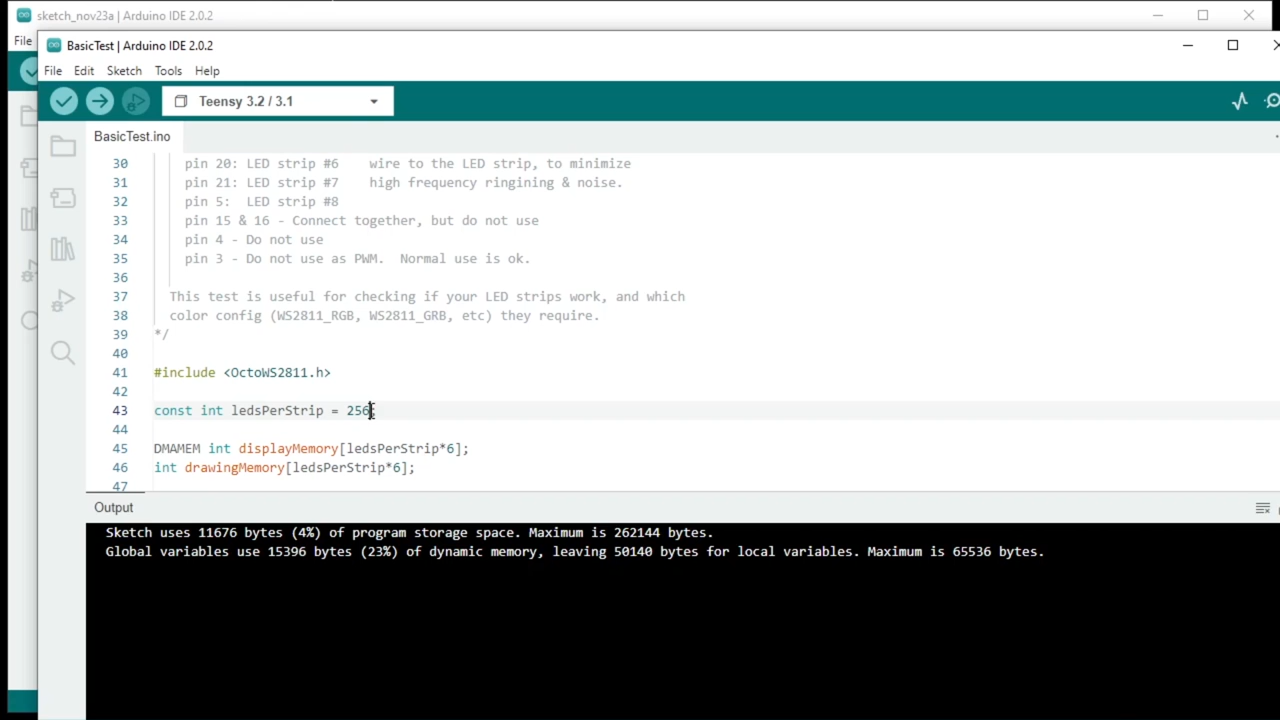 sketch_nov23a | Arduino IDE 2.0.2
File
BasicTest | Arduino IDE 2.0.2
File Edit Sketch Tools Help
Teensy 3.2 / 3.1
BasicTest.ino
30 pin 20: LED strip #6 wire to the LED strip, to minimize
31 pin 21: LED strip #7 high frequency ringining & noise.
32 pin 5: LED strip #8
33 pin 15 & 16 - Connect together, but do not use
34 pin 4 - Do not use
35 pin 3 - Do not use as PWM. Normal use is ok.
36
37 This test is useful for checking if your LED strips work, and which
38 color config (WS2811_RGB, WS2811_GRB, etc) they require.
39 */
40
41 #include <OctoWS2811.h>
42
43 const int ledsPerStrip = 256;
44
45 DMAMEM int displayMemory[ledsPerStrip*6];
46 int drawingMemory[ledsPerStrip*6];
47
Output
Sketch uses 11676 bytes (4%) of program storage space. Maximum is 262144 bytes.
Global variables use 15396 bytes (23%) of dynamic memory, leaving 50140 bytes for local variables. Maximum is 65536 bytes.